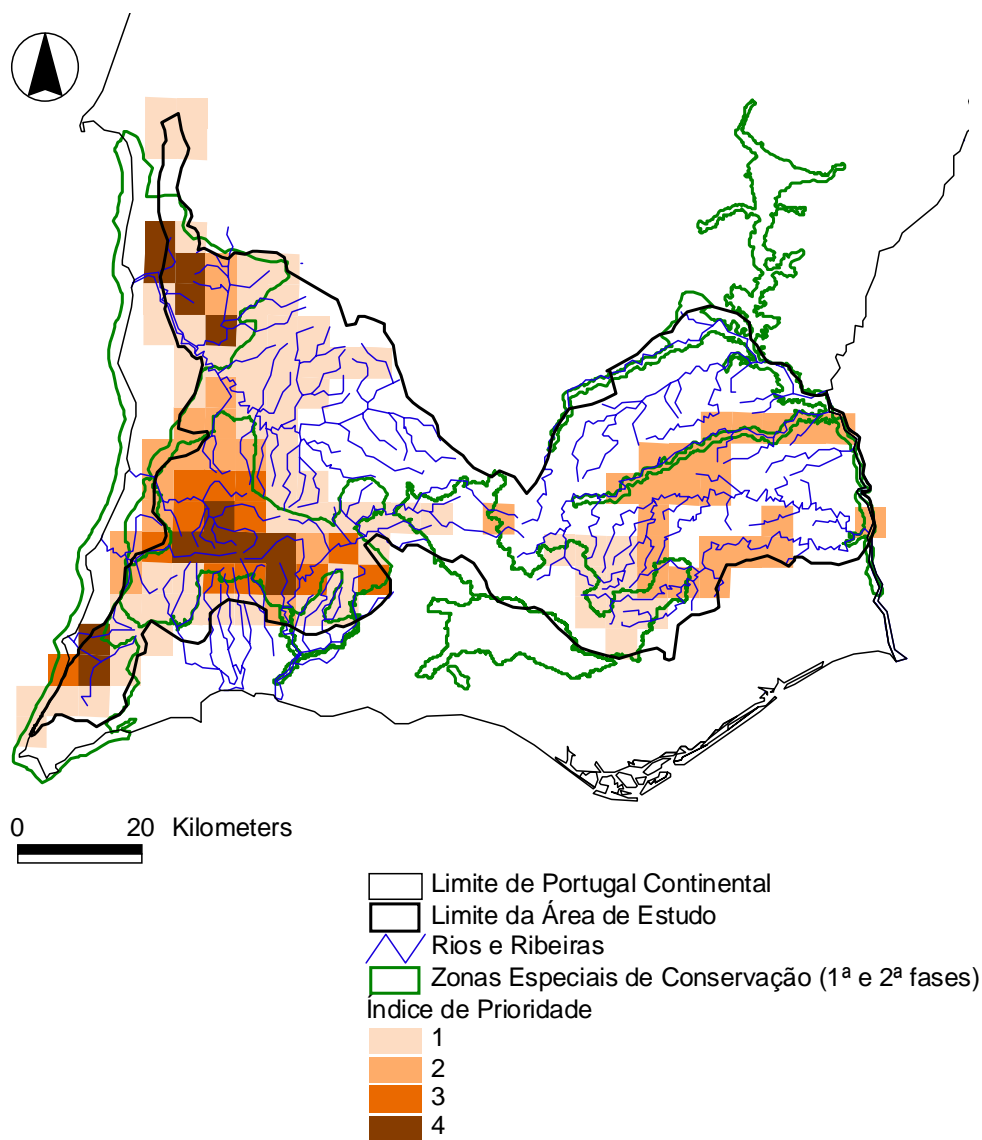 0 20 Kilometers
Limite de Portugal Continental
Limite da Área de Estudo
Rios e Ribeiras
Zonas Especiais de Conservação (1ª e 2ª fases)
Índice de Prioridade
1
2
3
4